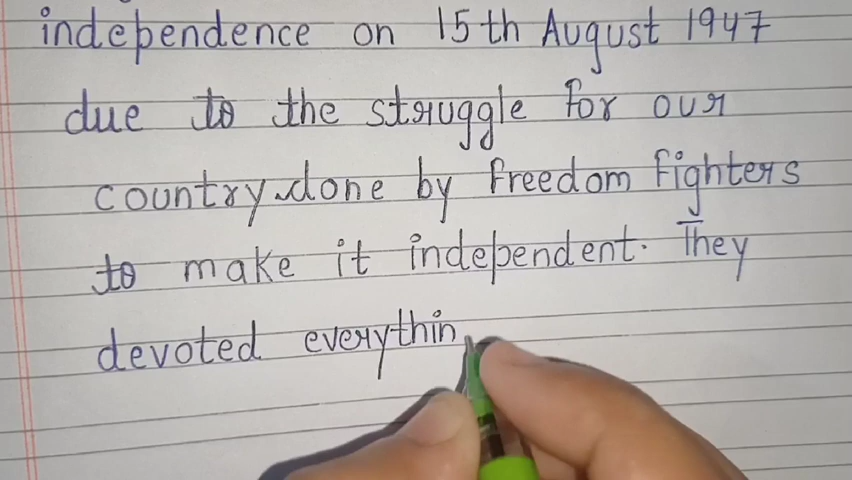 independence on 15th August 1947
due to the struggle for our
country done by freedom fighters
to make it independent. They
devoted everythin